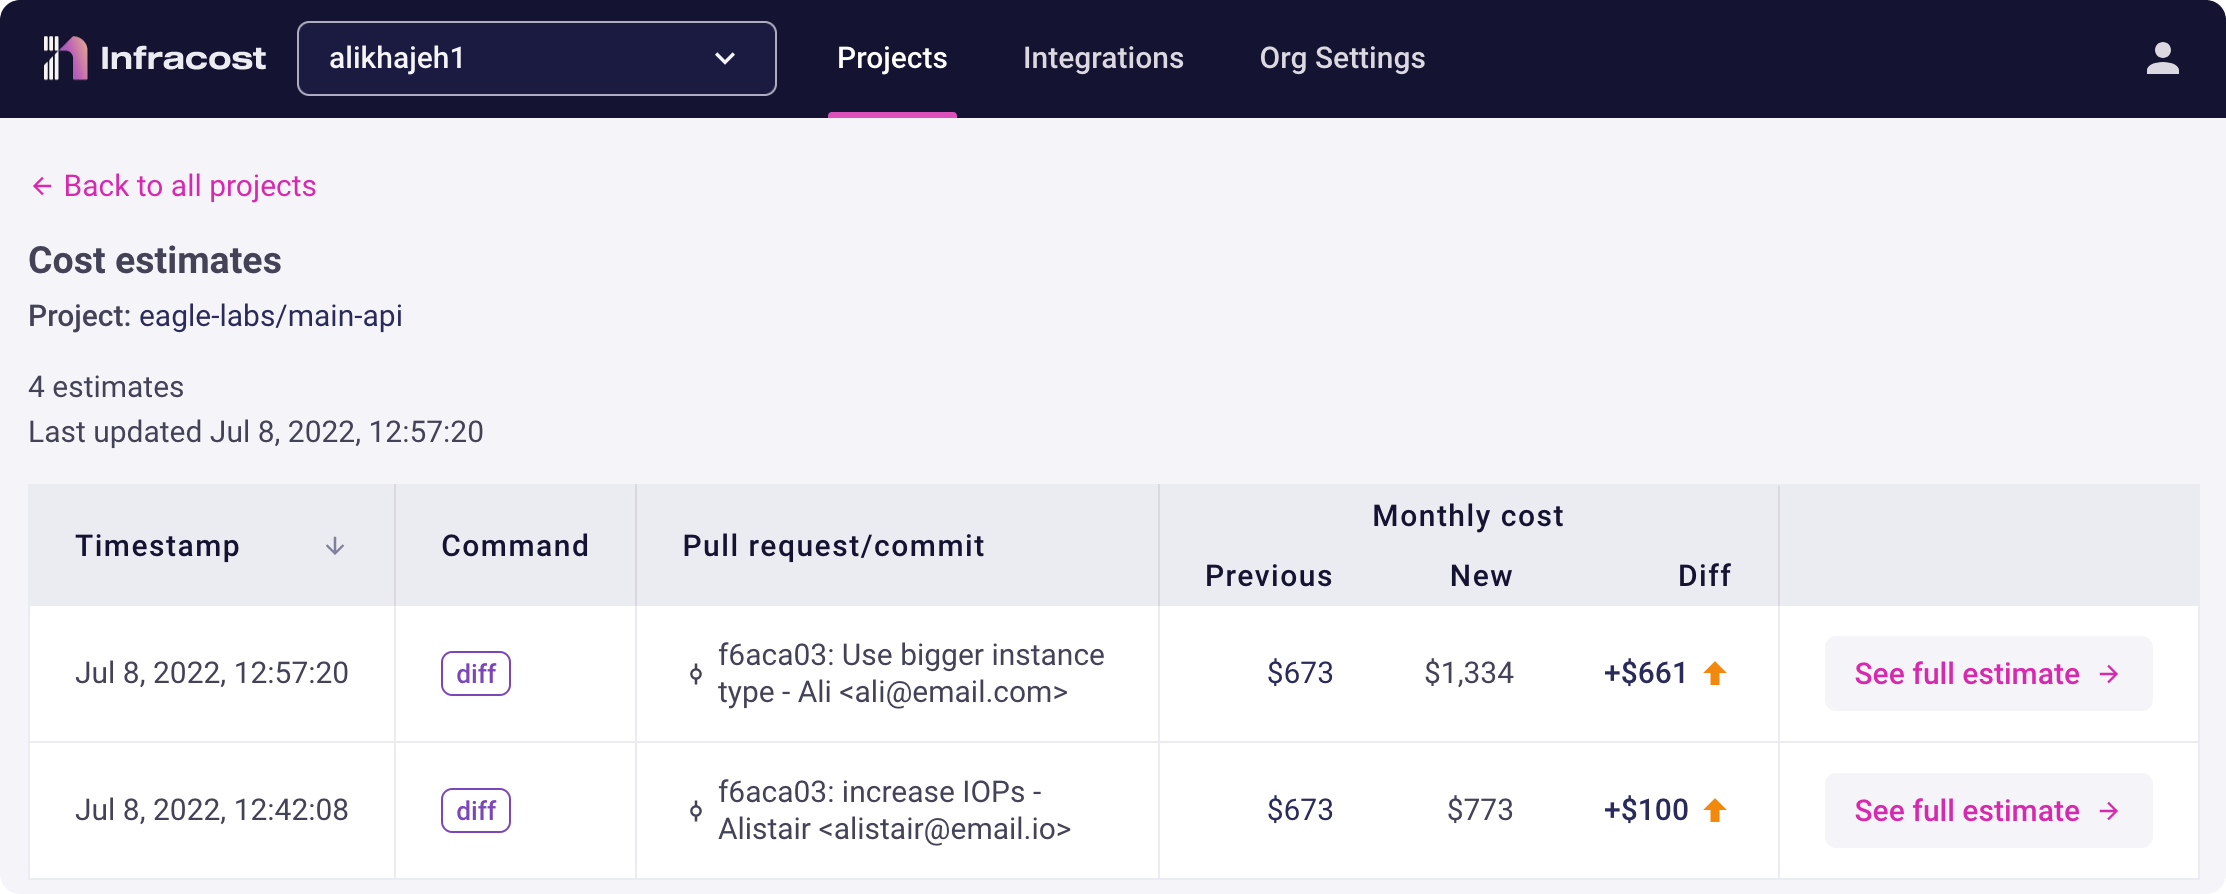 Infracost
alikhajeh1
Projects
Integrations
Org Settings
← Back to all projects
Cost estimates
Project: eagle-labs/main-api
4 estimates
Last updated Jul 8, 2022, 12:57:20
Timestamp ↓
Command
Pull request/commit
Monthly cost
Previous
New
Diff
Jul 8, 2022, 12:57:20
diff
f6aca03: Use bigger instance
type - Ali <ali@email.com>
$673
$1,334
+$661
See full estimate →
Jul 8, 2022, 12:42:08
diff
f6aca03: increase IOPs -
Alistair <alistair@email.io>
$673
$773
+$100
See full estimate →